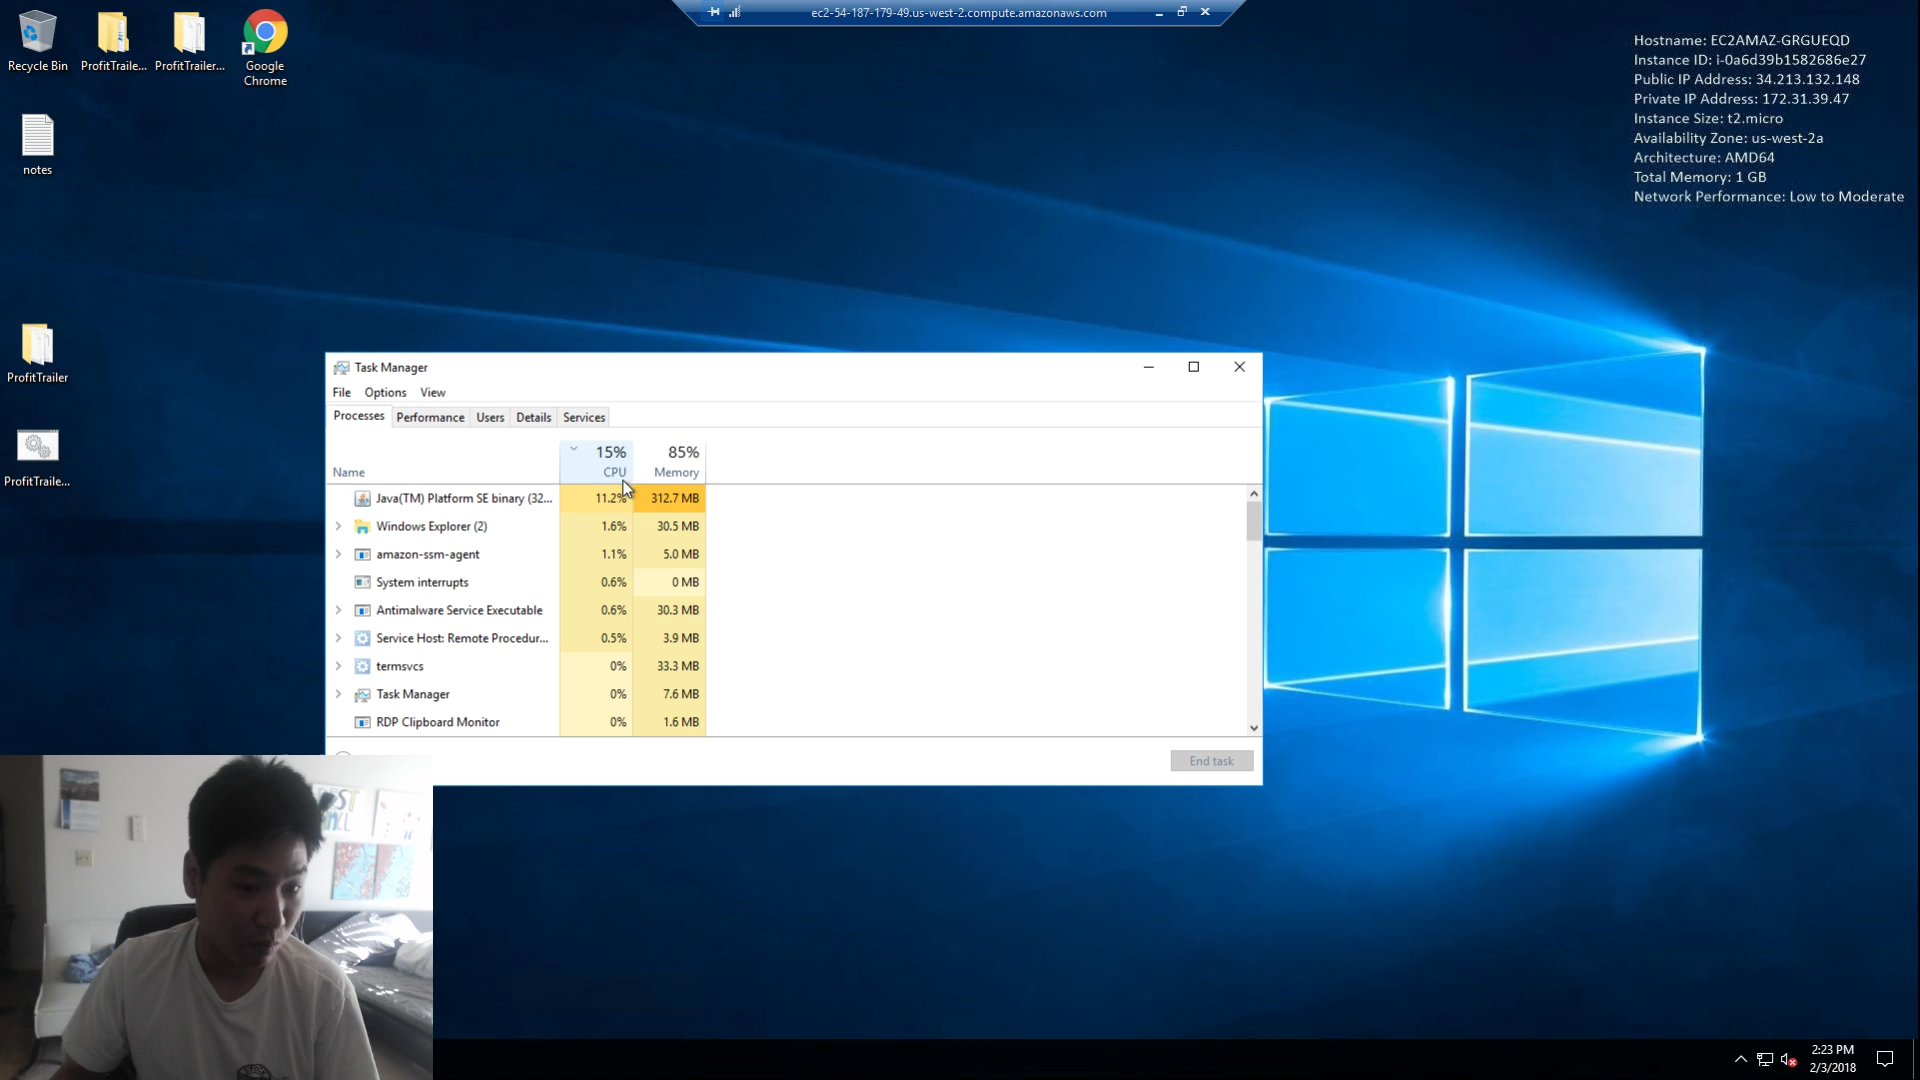 ec2-54-187-179-49.us-west-2.compute.amazonaws.com
Recycle Bin
ProfitTraile...
ProfitTrailer...
Google
Chrome
notes
ProfitTrailer
ProfitTraile...
Hostname: EC2AMAZ-GRGUEQD
Instance ID: i-0a6d39b1582686e27
Public IP Address: 34.213.132.148
Private IP Address: 172.31.39.47
Instance Size: t2.micro
Availability Zone: us-west-2a
Architecture: AMD64
Total Memory: 1 GB
Network Performance: Low to Moderate
Task Manager
File Options View
Processes Performance Users Details Services
15% 85%
Name CPU Memory
Java(TM) Platform SE binary (32... 11.2% 312.7 MB
Windows Explorer (2) 1.6% 30.5 MB
amazon-ssm-agent 1.1% 5.0 MB
System interrupts 0.6% 0 MB
Antimalware Service Executable 0.6% 30.3 MB
Service Host: Remote Procedur... 0.5% 3.9 MB
termsvcs 0% 33.3 MB
Task Manager 0% 7.6 MB
RDP Clipboard Monitor 0% 1.6 MB
End task
2:23 PM
2/3/2018